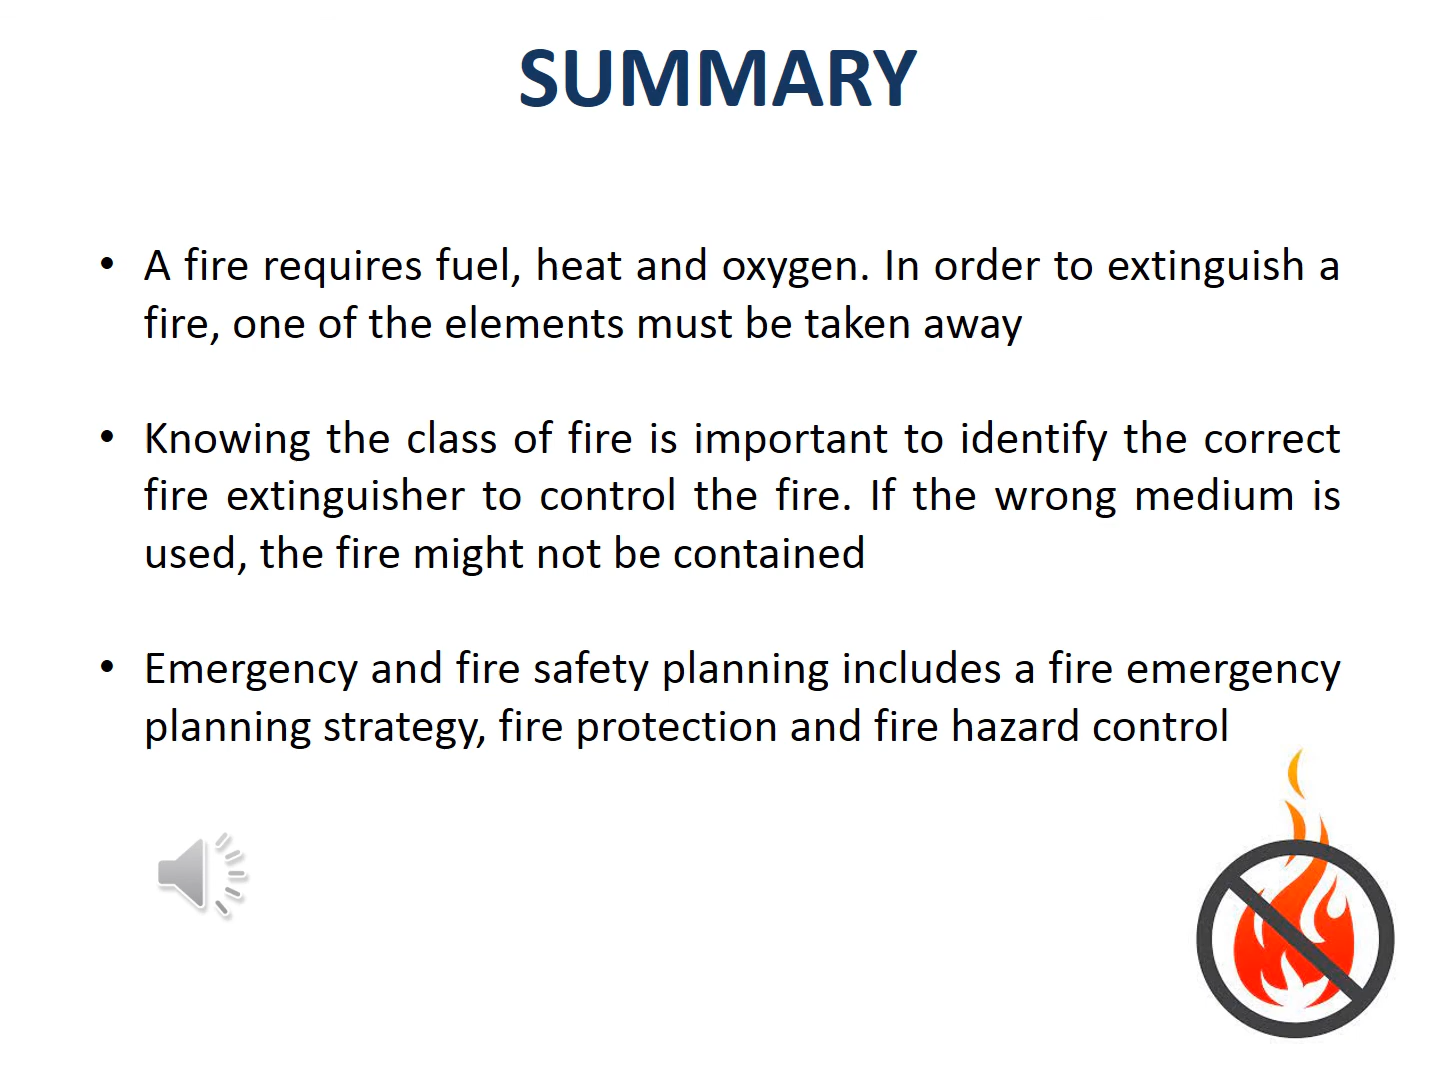 SUMMARY
• A fire requires fuel, heat and oxygen. In order to extinguish a
fire, one of the elements must be taken away
• Knowing the class of fire is important to identify the correct
fire extinguisher to control the fire. If the wrong medium is
used, the fire might not be contained
• Emergency and fire safety planning includes a fire emergency
planning strategy, fire protection and fire hazard control